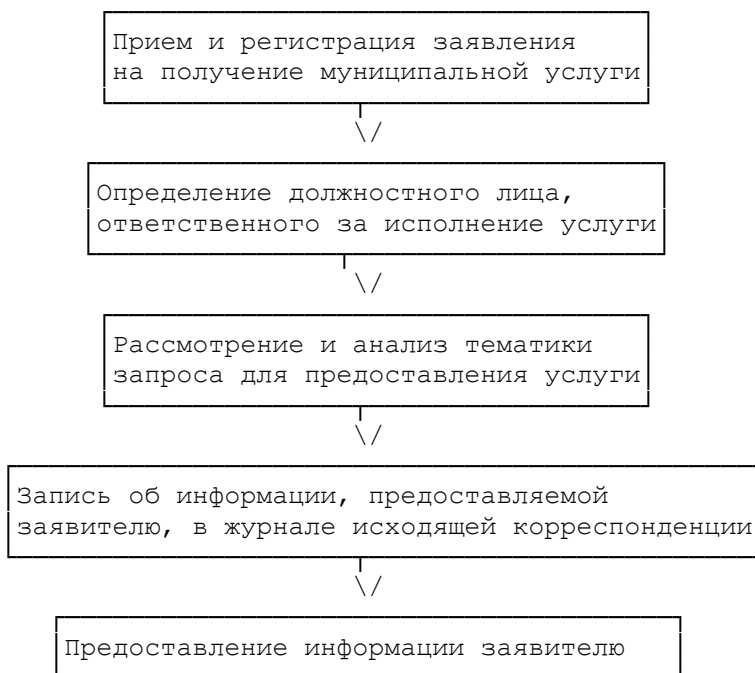 Прием и регистрация заявления
на получение муниципальной услуги
\/
Определение должностного лица,
ответственного за исполнение услуги
\/
Рассмотрение и анализ тематики
запроса для предоставления услуги
\/
Запись об информации, предоставляемой
заявителю, в журнале исходящей корреспонденции
\/
Предоставление информации заявителю